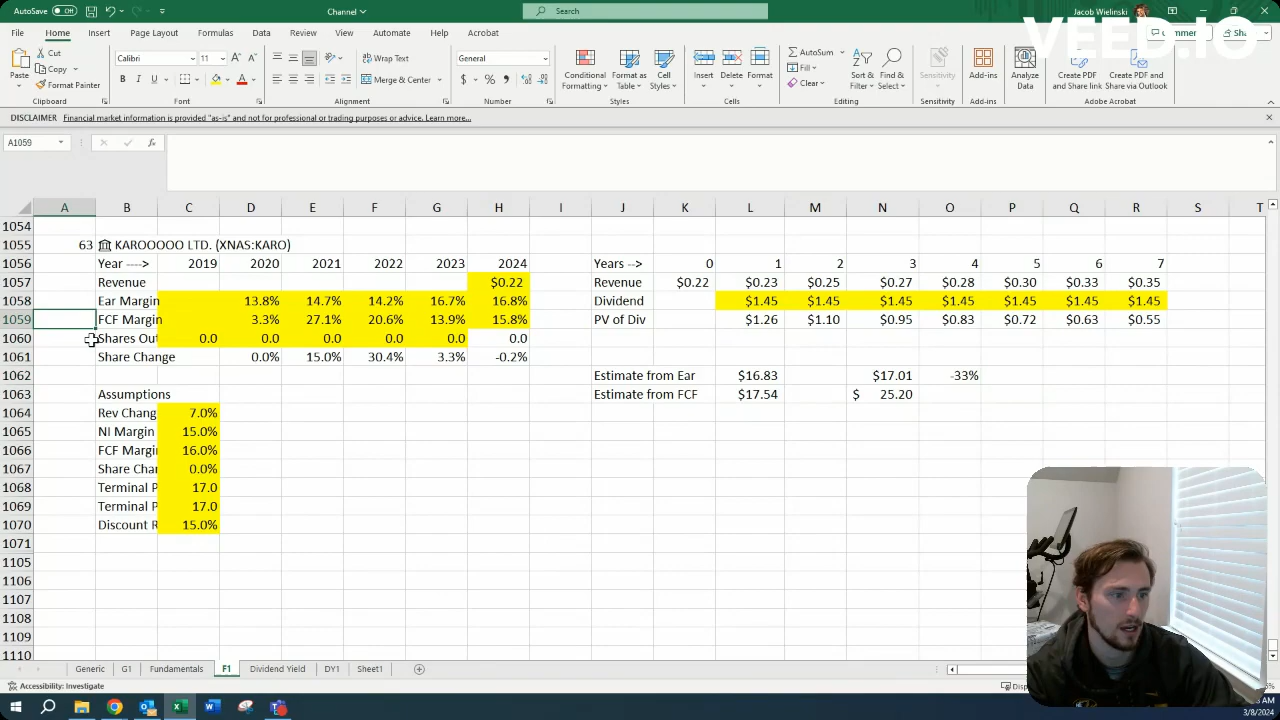 AutoSave Off
Channel
Search
Jacob Wielinski
VEED.IO
File Home Insert Page Layout Formulas Data Review View Automate Help Acrobat
Paste
Cut
Copy
Format Painter
Calibri 11
B I U
Wrap Text
Merge & Center
General
$ % 9
Conditional Formatting
Format as Table
Cell Styles
Insert
Delete
Format
AutoSum
Fill
Clear
Sort & Filter
Find & Select
Sensitivity
Add-ins
Analyze Data
Create PDF and Share link
Create PDF and Share via Outlook
Clipboard Font Alignment Number Styles Cells Editing Sensitivity Add-ins Adobe Acrobat
DISCLAIMER Financial market information is provided "as-is" and not for professional or trading purposes or advice. Learn more...
A1059 fx
A B C D E F G H I J K L M N O P Q R S T
1054
1055 63 KAROOOOO LTD. (XNAS:KARO)
1056 Year ----> 2019 2020 2021 2022 2023 2024 Years --> 0 1 2 3 4 5 6 7
1057 Revenue $0.22 Revenue $0.22 $0.23 $0.25 $0.27 $0.28 $0.30 $0.33 $0.35
1058 Ear Margin 13.8% 14.7% 14.2% 16.7% 16.8% Dividend $1.45 $1.45 $1.45 $1.45 $1.45 $1.45 $1.45
1059 FCF Margin 3.3% 27.1% 20.6% 13.9% 15.8% PV of Div $1.26 $1.10 $0.95 $0.83 $0.72 $0.63 $0.55
1060 Shares Out 0.0 0.0 0.0 0.0 0.0 0.0
1061 Share Change 0.0% 15.0% 30.4% 3.3% -0.2%
1062 Estimate from Ear $16.83 $17.01 -33%
1063 Assumptions Estimate from FCF $17.54 $ 25.20
1064 Rev Chang 7.0%
1065 NI Margin 15.0%
1066 FCF Margin 16.0%
1067 Share Char 0.0%
1068 Terminal P 17.0
1069 Terminal P 17.0
1070 Discount R 15.0%
1071
1105
1106
1107
1108
1109
1110
Generic G1 Fundamentals F1 Dividend Yield DY1 Sheet1
Accessibility: Investigate
3/8/2024